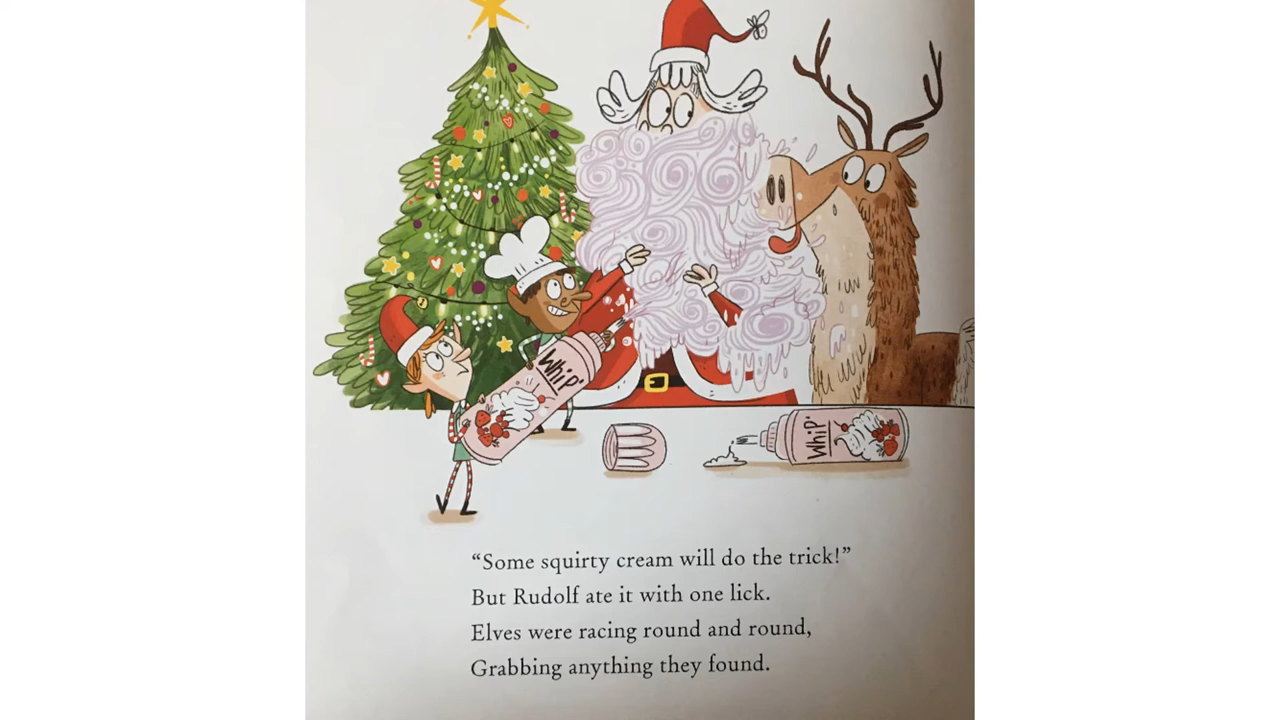 Whip'
Whip'
“Some squirty cream will do the trick!”
But Rudolf ate it with one lick.
Elves were racing round and round,
Grabbing anything they found.